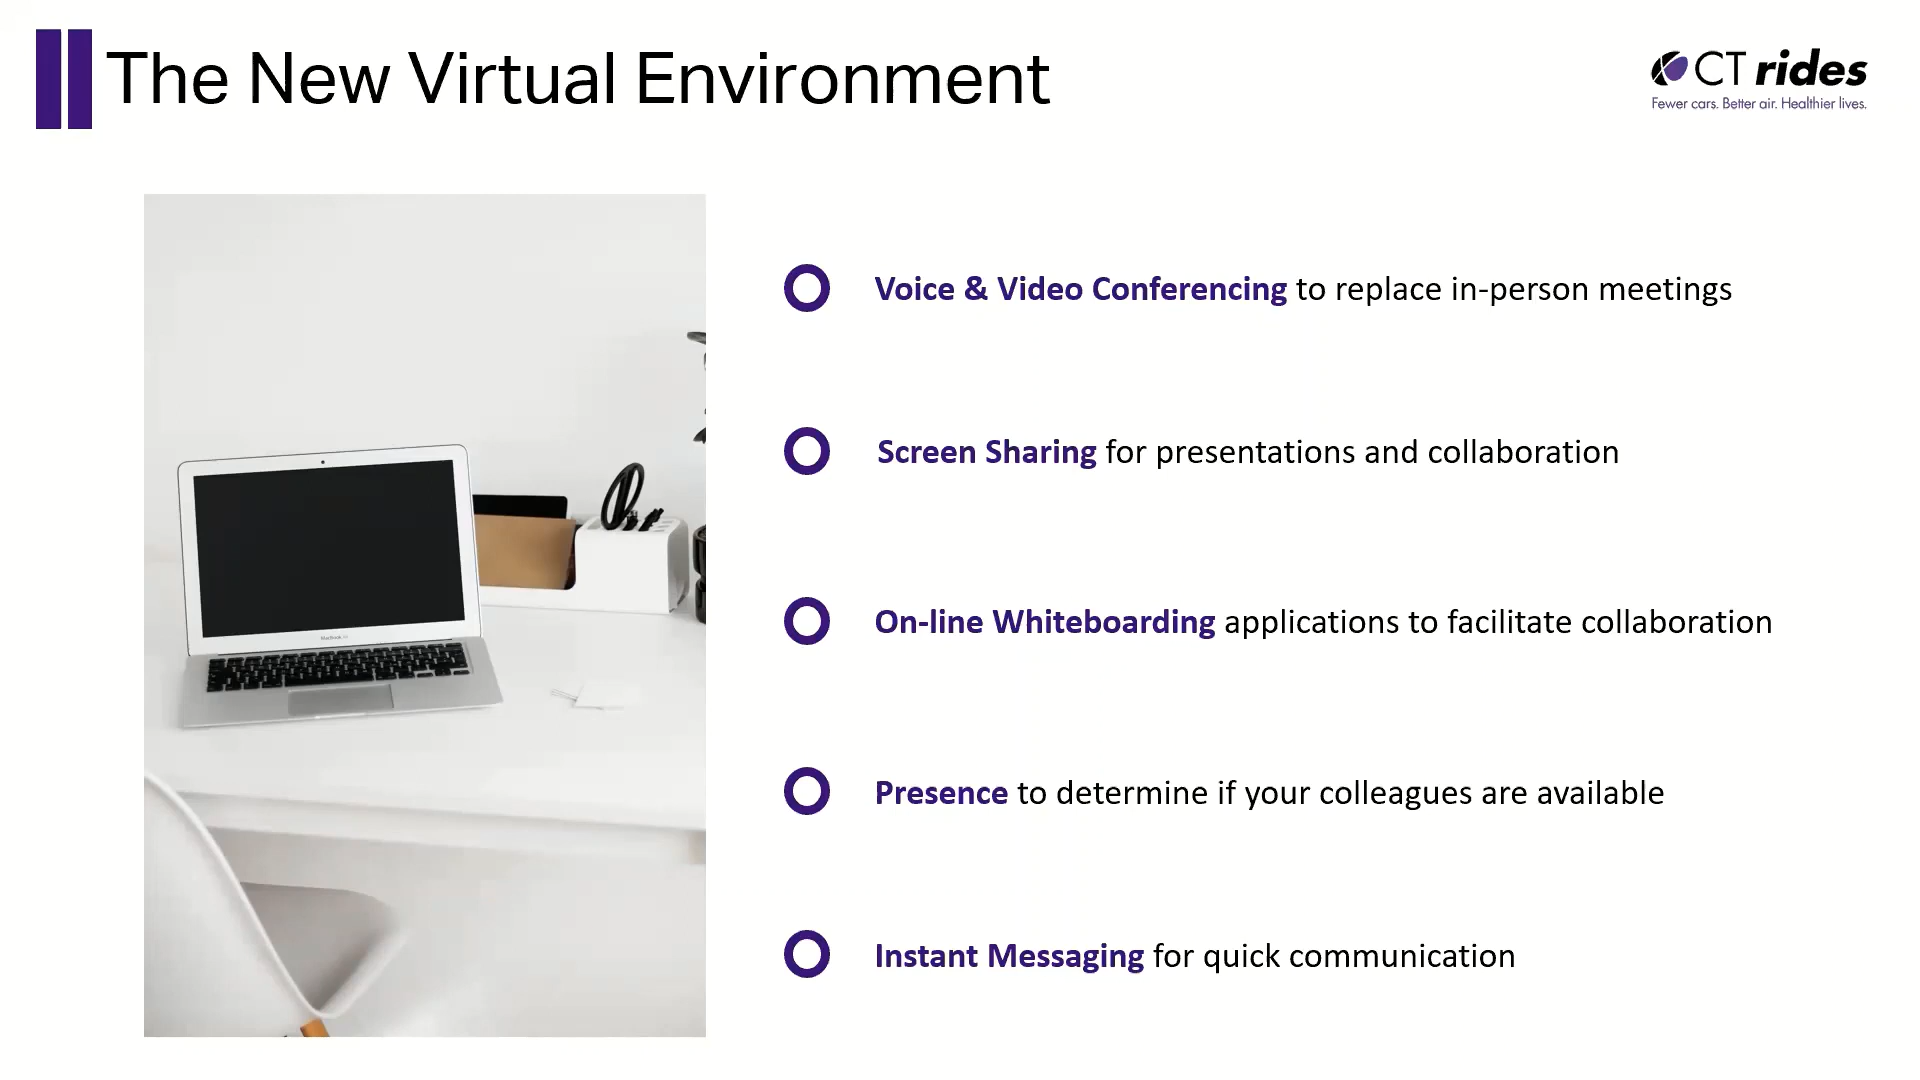 The New Virtual Environment
CT rides
Fewer cars. Better air. Healthier lives.
Voice & Video Conferencing to replace in-person meetings
Screen Sharing for presentations and collaboration
On-line Whiteboarding applications to facilitate collaboration
Presence to determine if your colleagues are available
Instant Messaging for quick communication